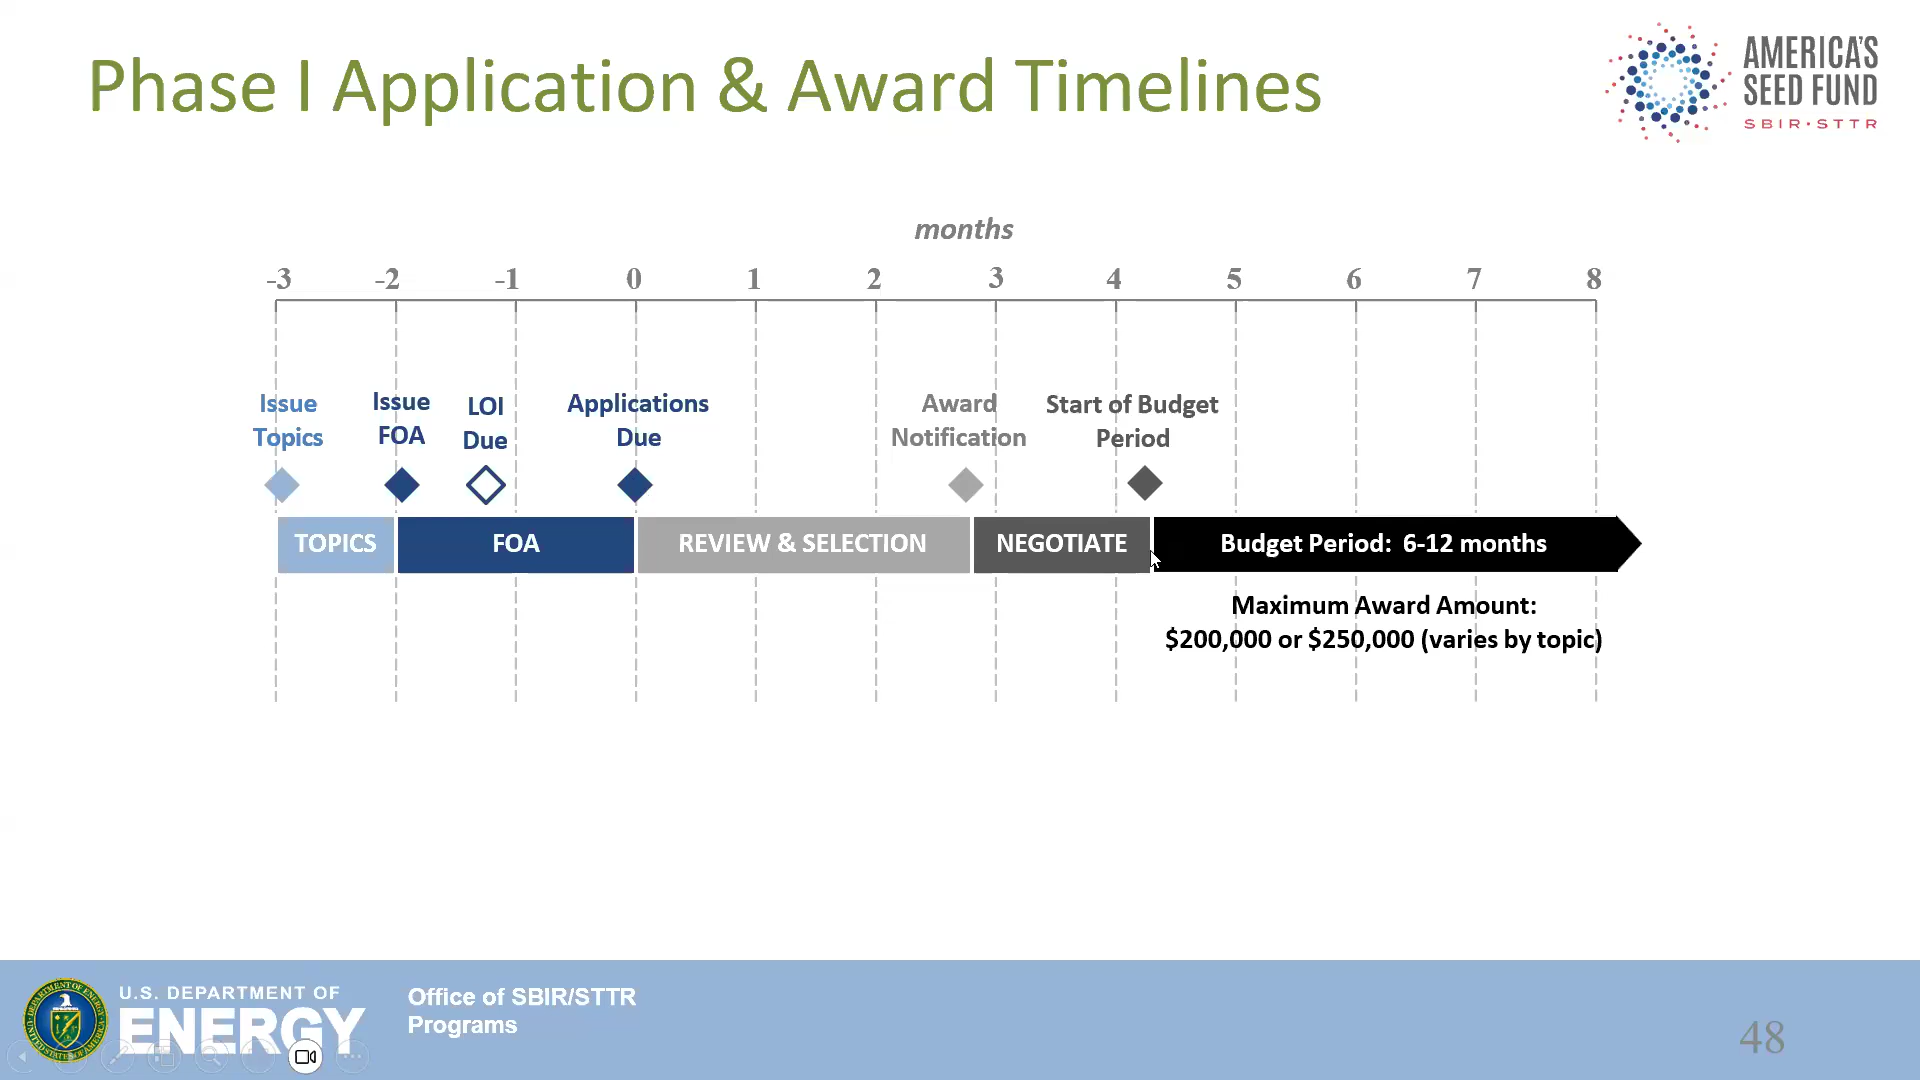 Phase I Application & Award Timelines
AMERICA'S
SEED FUND
SBIR·STTR
months
-3 -2 -1 0 1 2 3 4 5 6 7 8
Issue
Topics
Issue
FOA
LOI
Due
Applications
Due
Award
Notification
Start of Budget
Period
TOPICS
FOA
REVIEW & SELECTION
NEGOTIATE
Budget Period: 6-12 months
Maximum Award Amount:
$200,000 or $250,000 (varies by topic)
U.S. DEPARTMENT OF
ENERGY
Office of SBIR/STTR
Programs
48